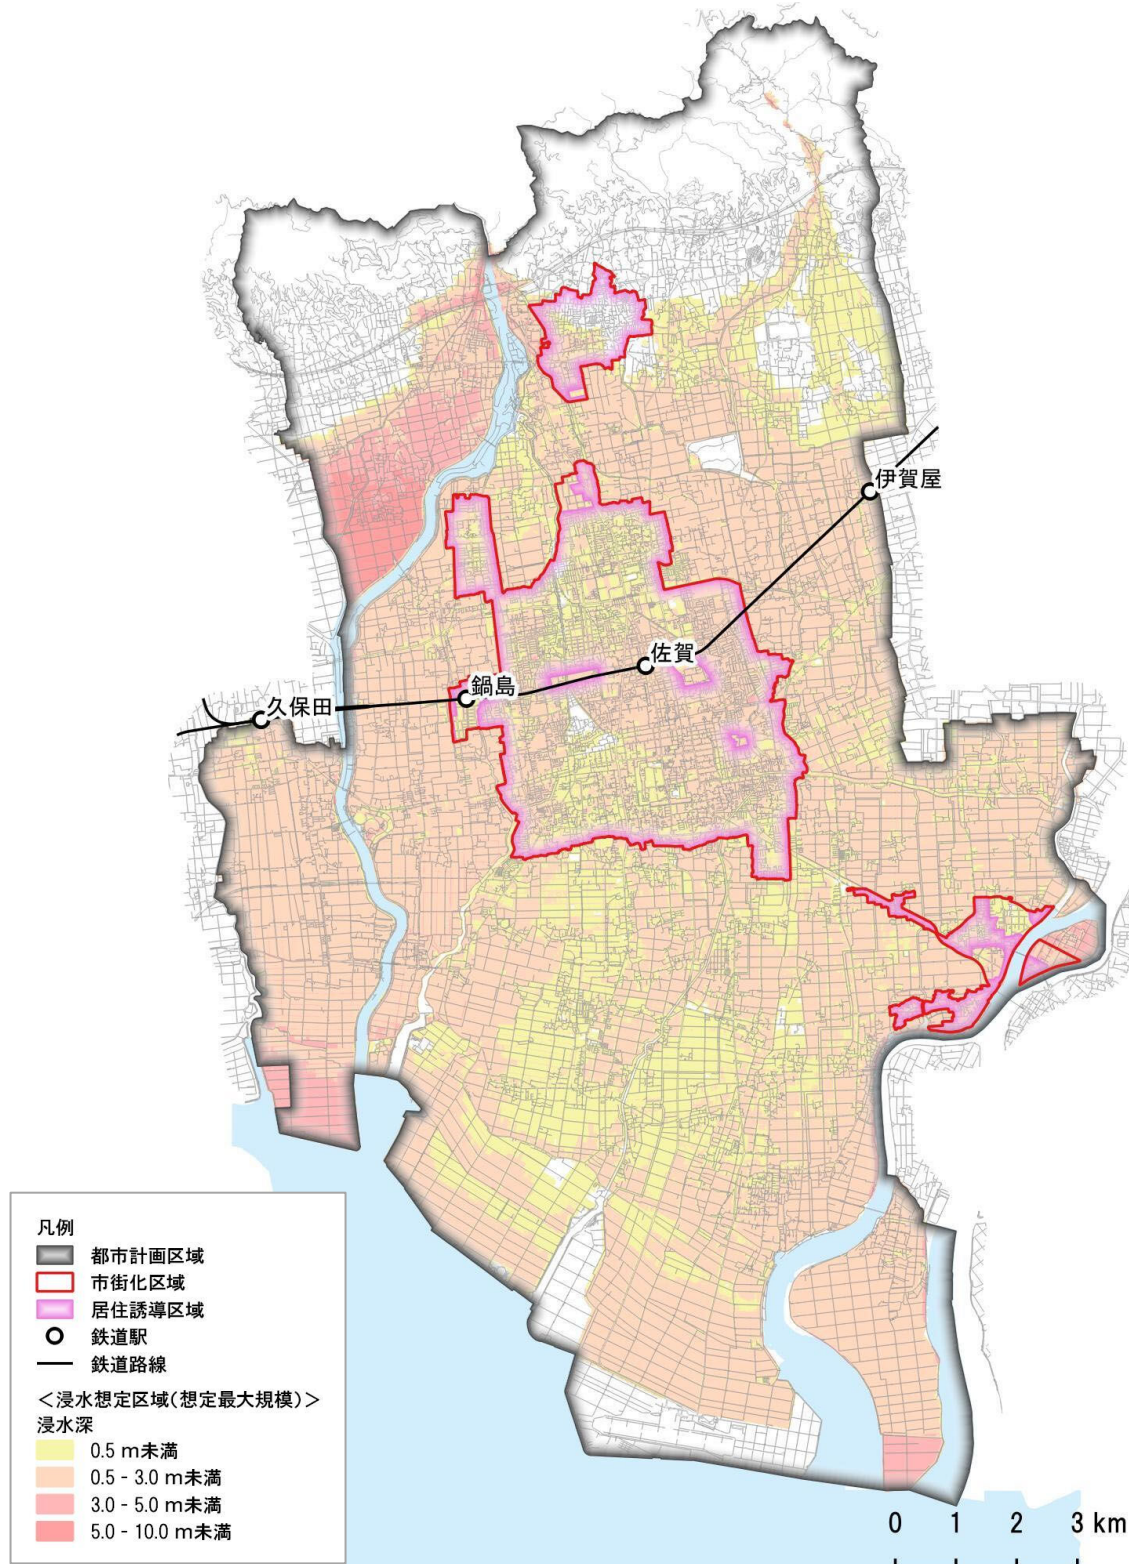 伊賀屋
佐賀
鍋島
久保田
凡例
都市計画区域
市街化区域
居住誘導区域
鉄道駅
鉄道路線
＜浸水想定区域(想定最大規模)＞
浸水深
0.5 m未満
0.5 - 3.0 m未満
3.0 - 5.0 m未満
5.0 - 10.0 m未満
0 1 2 3 km